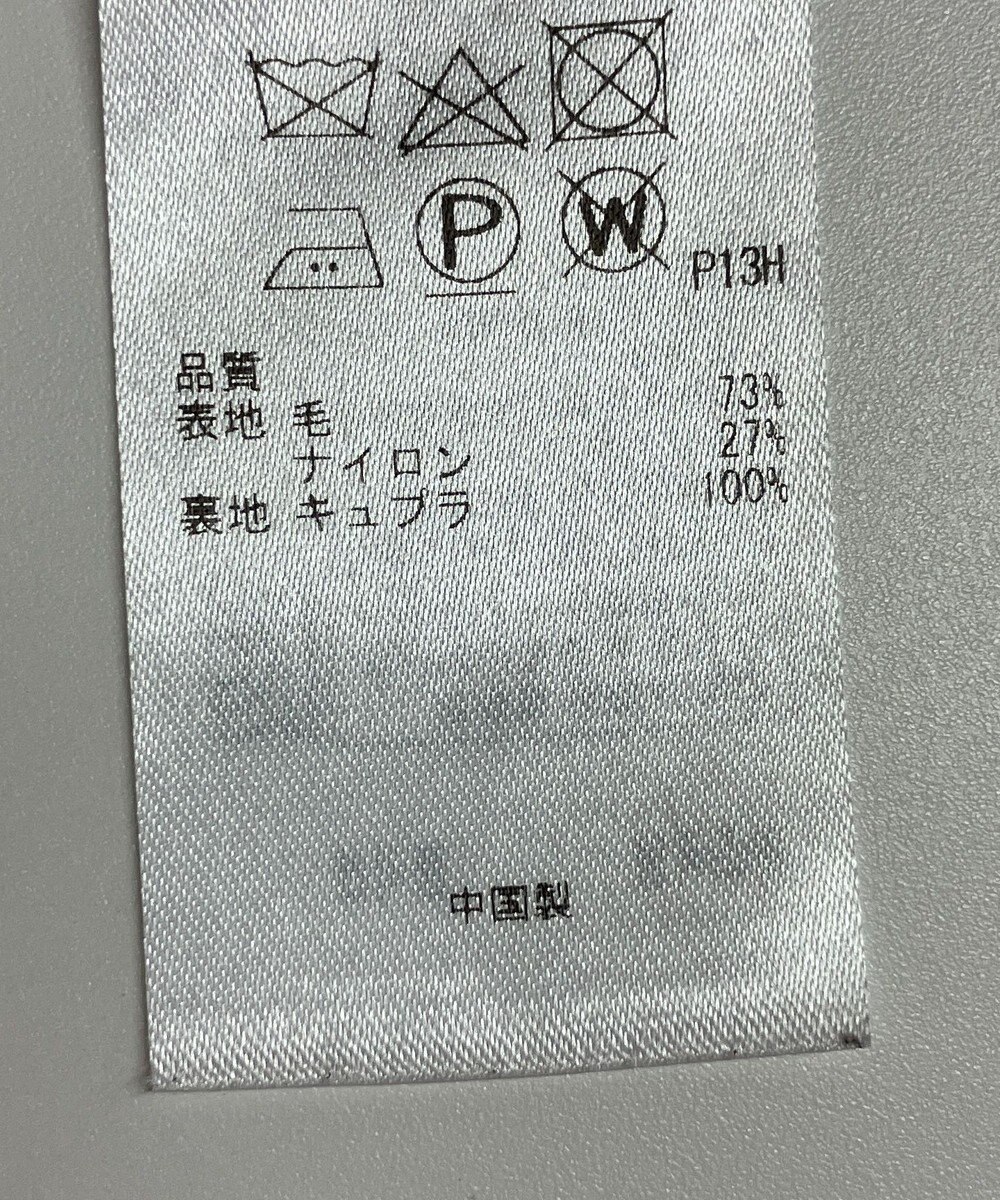 P W P13H
品質
表地 毛 73%
ナイロン 27%
裏地 キュプラ 100%
中国製